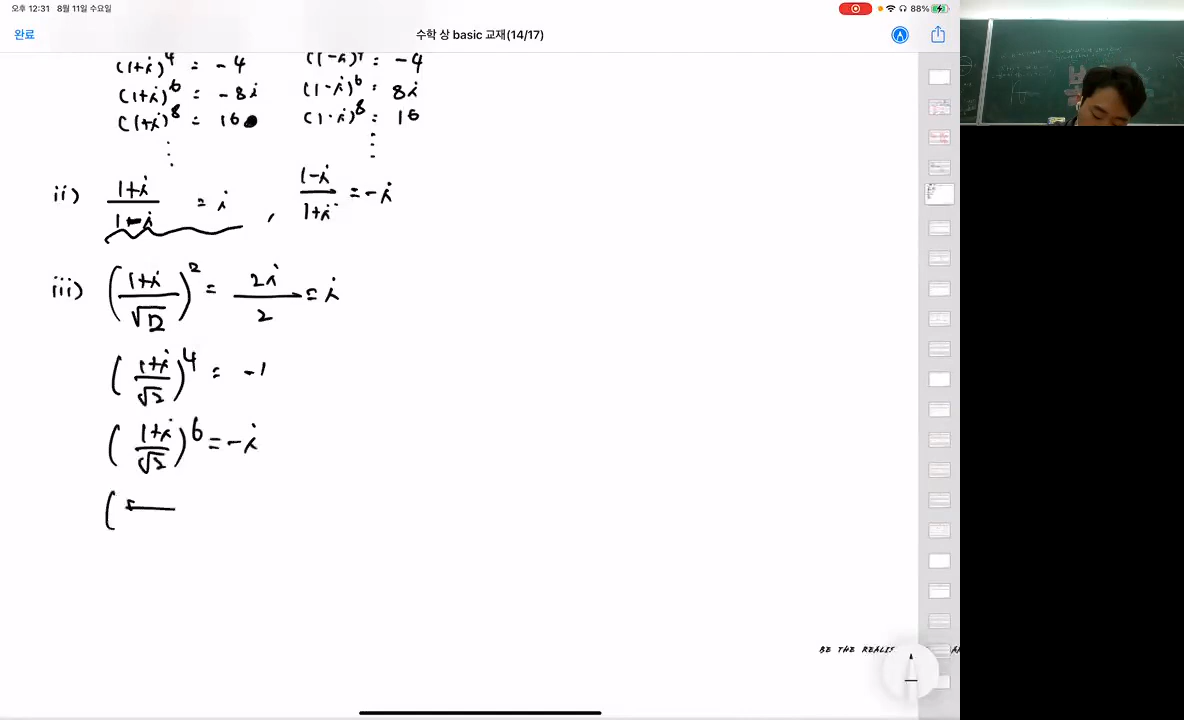 오후 12:31 8월 11일 수요일
88%
완료
수학 상 basic 교재(14/17)
(1+i)⁴ = -4 (1-i)⁴ = -4
(1+i)⁶ = -8i (1-i)⁶ = 8i
(1+i)⁸ = 16 (1-i)⁸ = 16
⋮ ⋮
ii) (1+i)/(1-i) = i , (1-i)/(1+i) = -i
iii) ((1+i)/√2)² = 2i/2 = i
((1+i)/√2)⁴ = -1
((1+i)/√2)⁶ = -i
(
BE THE